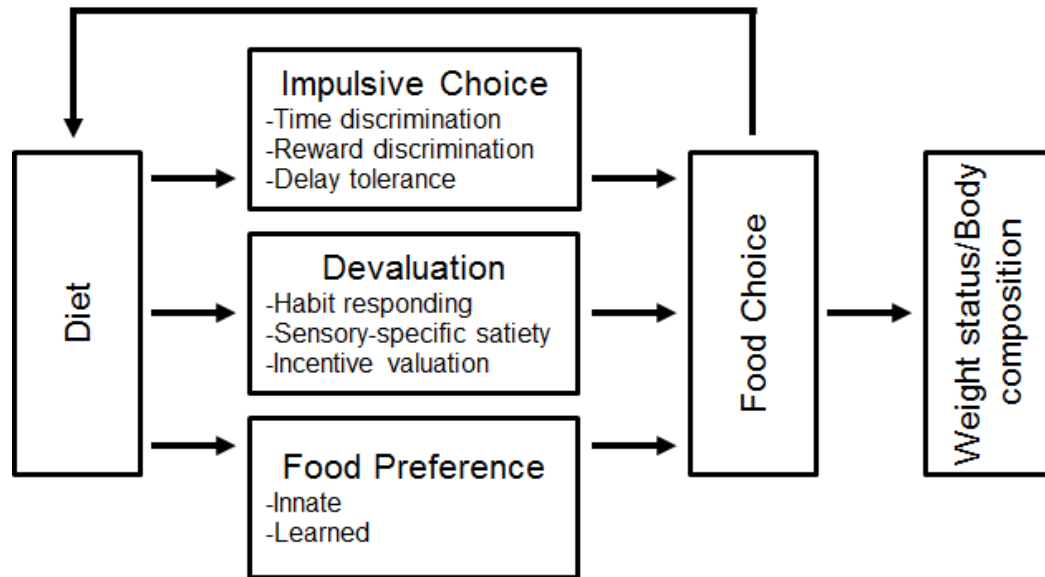 Diet
Impulsive Choice
-Time discrimination
-Reward discrimination
-Delay tolerance
Devaluation
-Habit responding
-Sensory-specific satiety
-Incentive valuation
Food Preference
-Innate
-Learned
Food Choice
Weight status/Body
composition